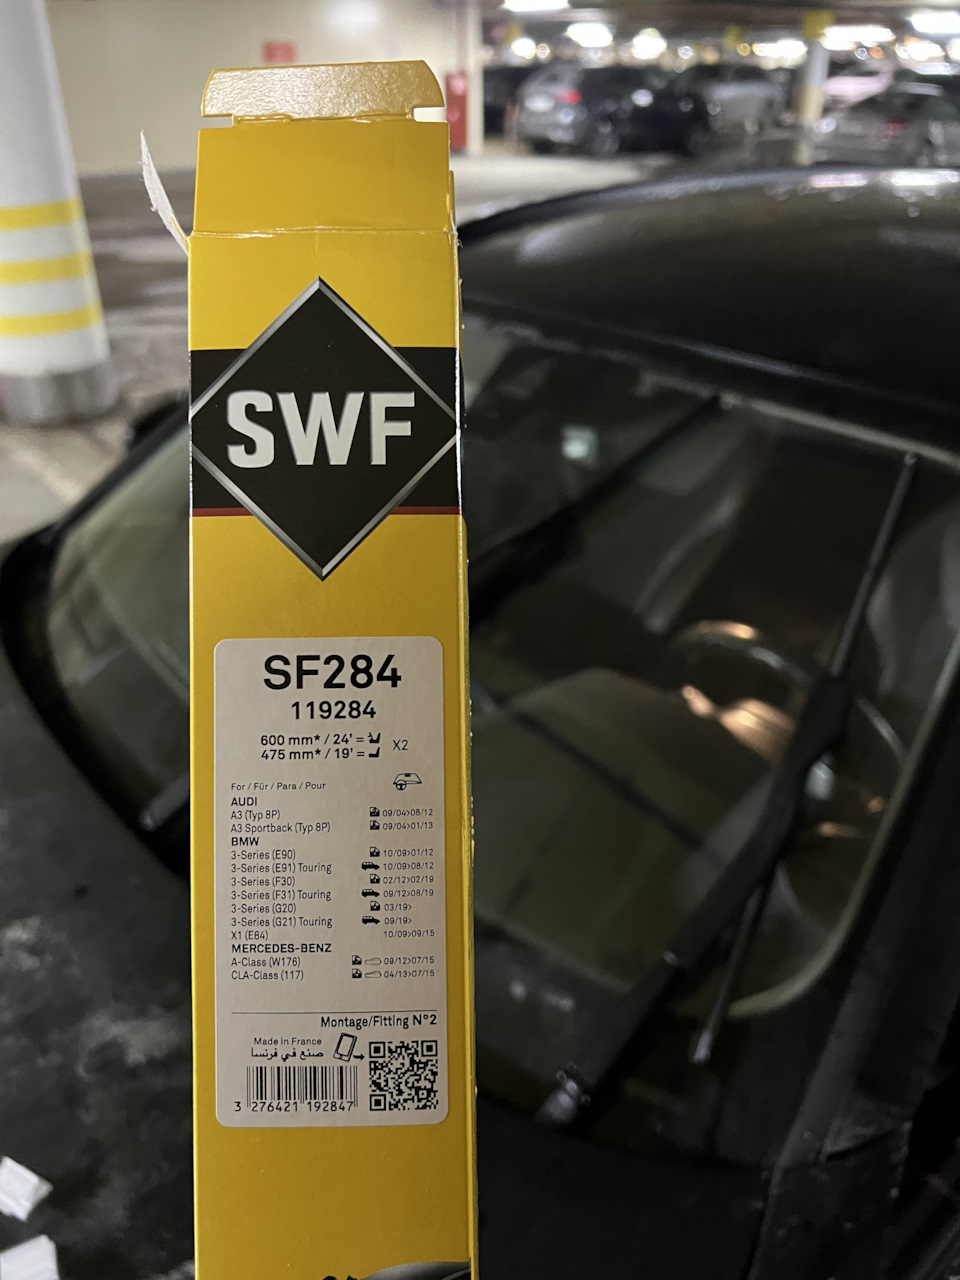 SWF
SF284
119284
600 mm* / 24' =
475 mm* / 19' =
X2
For / Für / Para / Pour
AUDI
A3 (Typ 8P) 09/04>08/12
A3 Sportback (Typ 8P) 09/04>01/13
BMW
3-Series (E90) 10/09>01/12
3-Series (E91) Touring 10/09>08/12
3-Series (F30) 02/12>02/19
3-Series (F31) Touring 09/12>08/19
3-Series (G20) 03/19>
3-Series (G21) Touring 09/19>
X1 (E84) 10/09>09/15
MERCEDES-BENZ
A-Class (W176) 09/12>07/15
CLA-Class (117) 04/13>07/15
Montage/Fitting N°2
Made in France
صنع في فرنسا
3 276421 192847